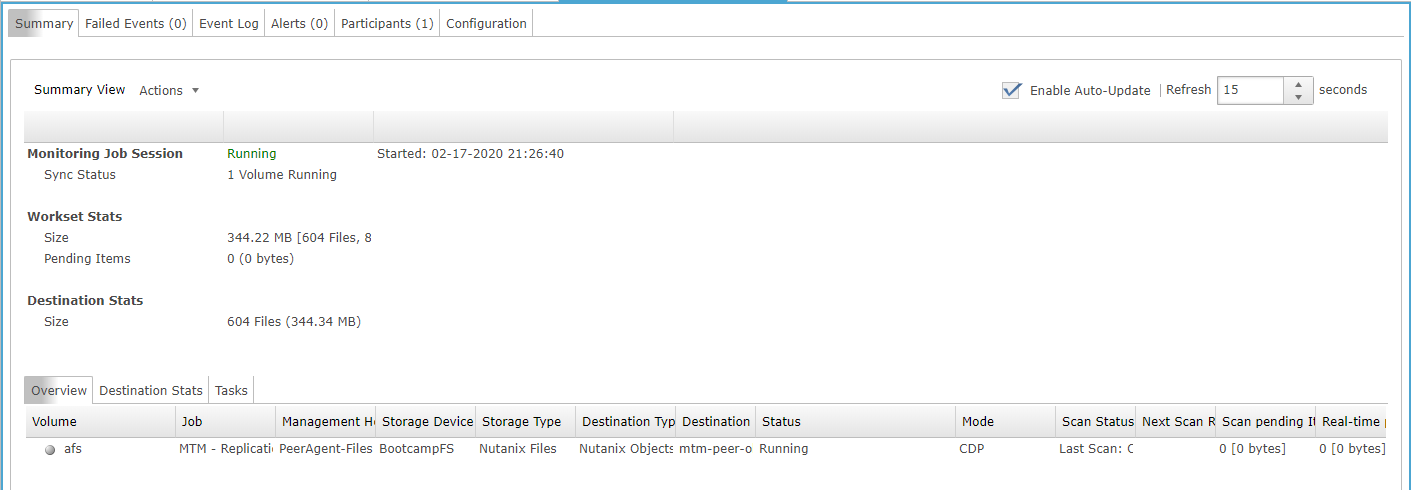 Summary Failed Events (0) Event Log Alerts (0) Participants (1) Configuration
Summary View Actions Enable Auto-Update | Refresh 15 seconds
Monitoring Job Session Running Started: 02-17-2020 21:26:40
Sync Status 1 Volume Running
Workset Stats
Size 344.22 MB [604 Files, 8
Pending Items 0 (0 bytes)
Destination Stats
Size 604 Files (344.34 MB)
Overview Destination Stats Tasks
Volume Job Management Ho Storage Device Storage Type Destination Typ Destination Status Mode Scan Status Next Scan R Scan pending It Real-time p
afs MTM - Replicati PeerAgent-Files BootcampFS Nutanix Files Nutanix Objects mtm-peer-o Running CDP Last Scan: C 0 [0 bytes] 0 [0 bytes]